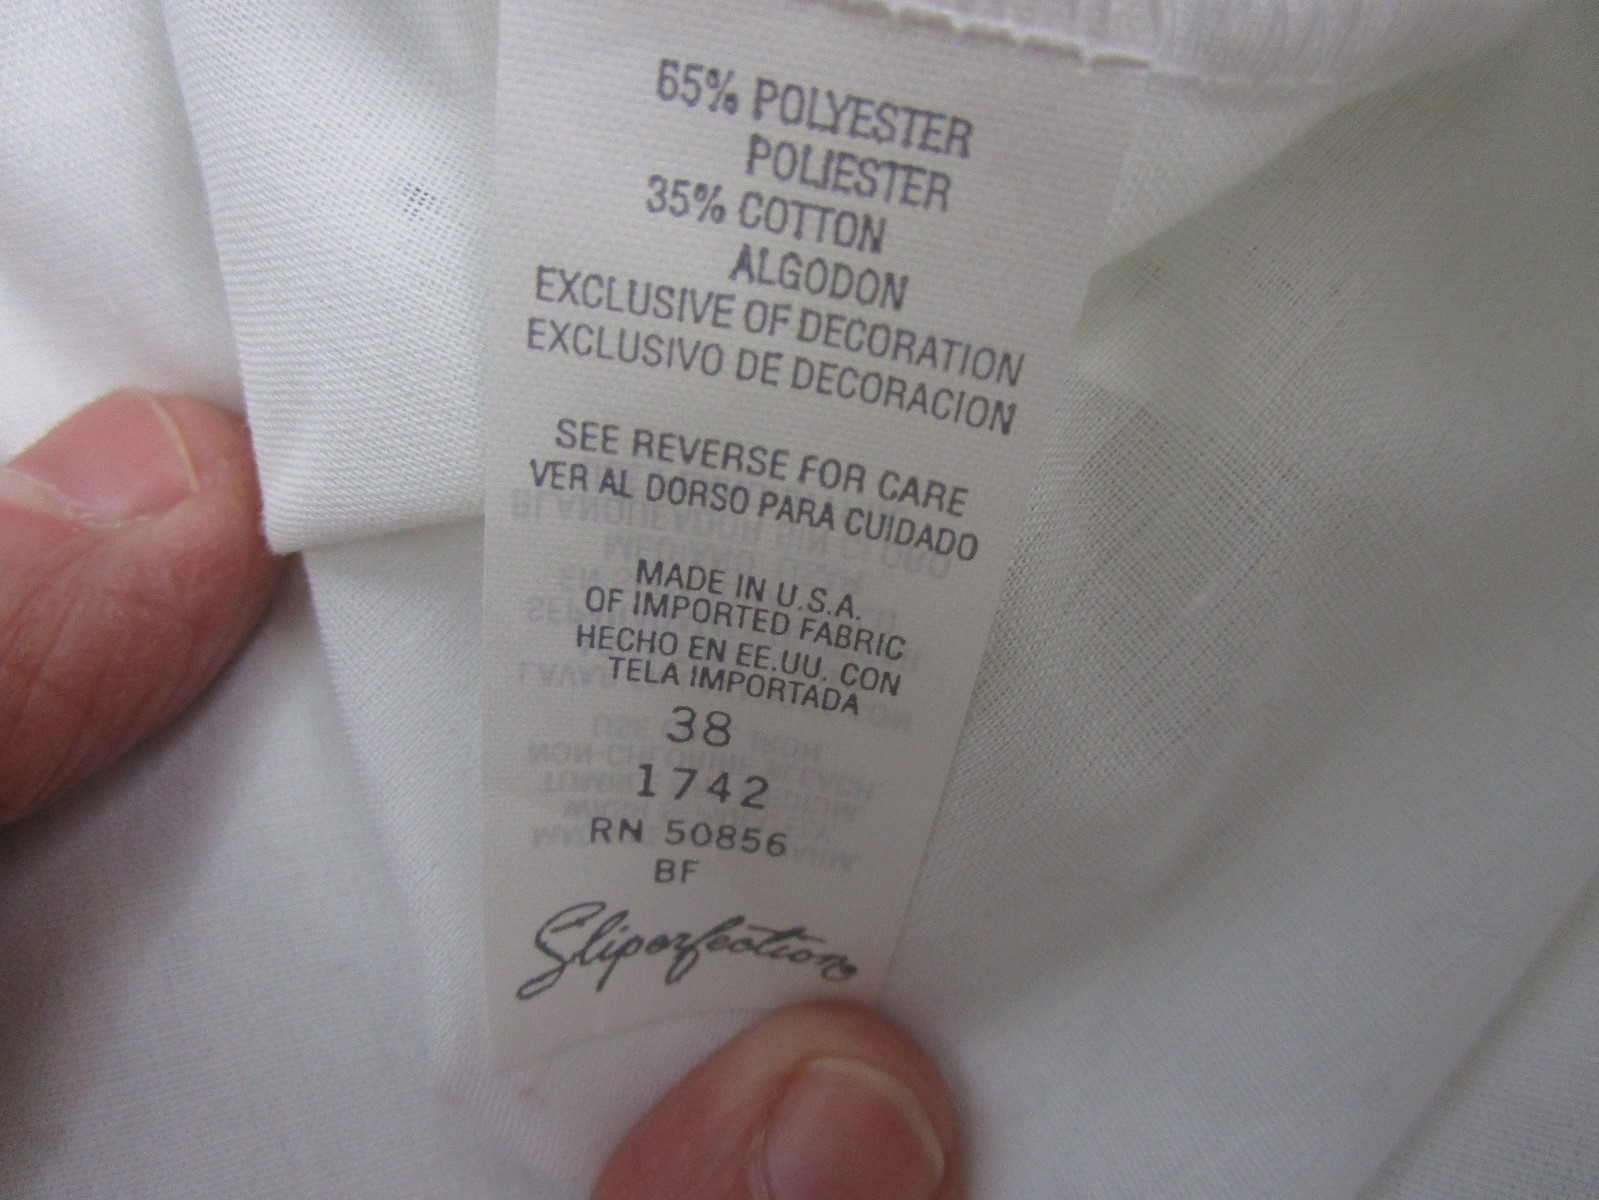 65% POLYESTER
POLIESTER
35% COTTON
ALGODON
EXCLUSIVE OF DECORATION
EXCLUSIVO DE DECORACION
SEE REVERSE FOR CARE
VER AL DORSO PARA CUIDADO
MADE IN U.S.A.
OF IMPORTED FABRIC
HECHO EN EE.UU. CON
TELA IMPORTADA
38
1742
RN 50856
BF
Sliperfection